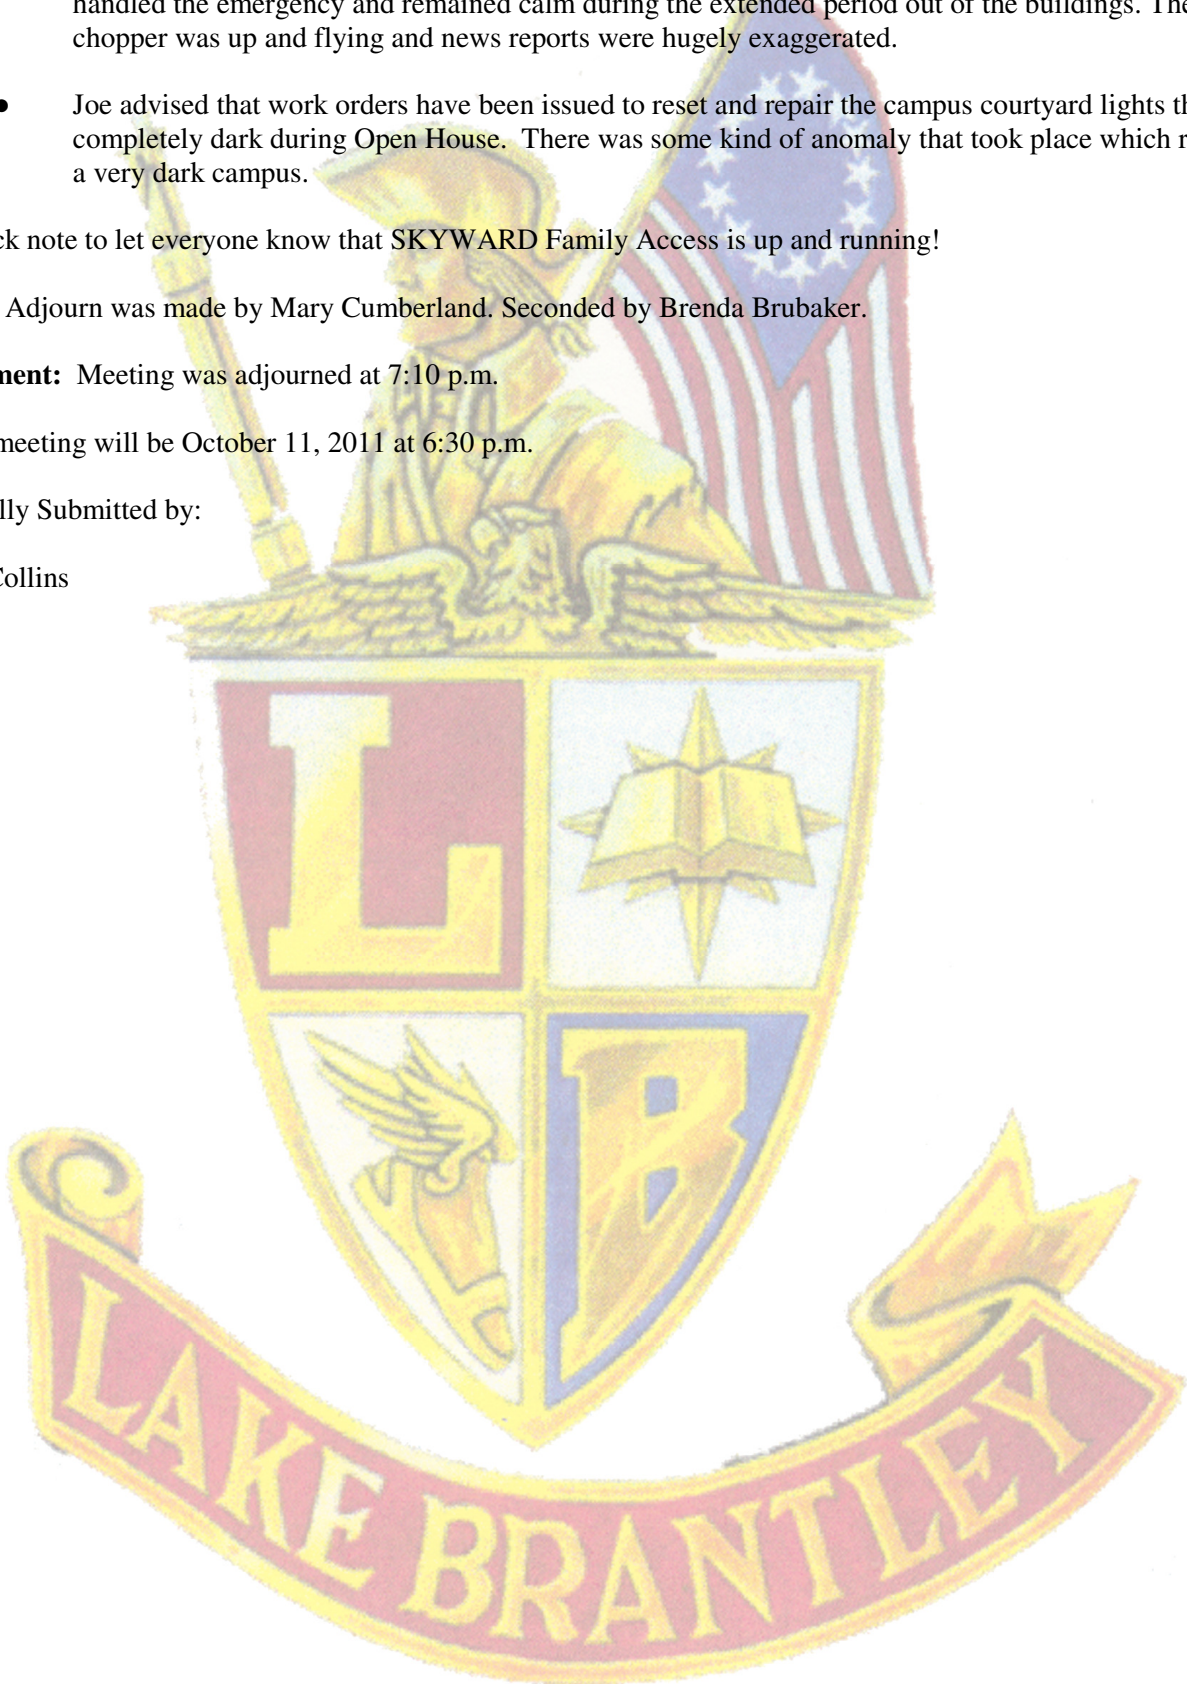 handled the emergency and remained calm during the extended period out of the buildings. The
chopper was up and flying and news reports were hugely exaggerated.
● Joe advised that work orders have been issued to reset and repair the campus courtyard lights th
completely dark during Open House. There was some kind of anomaly that took place which r
a very dark campus.
ck note to let everyone know that SKYWARD Family Access is up and running!
Adjourn was made by Mary Cumberland. Seconded by Brenda Brubaker.
ment: Meeting was adjourned at 7:10 p.m.
meeting will be October 11, 2011 at 6:30 p.m.
lly Submitted by:
Collins
L
B
LAKE BRANTLEY